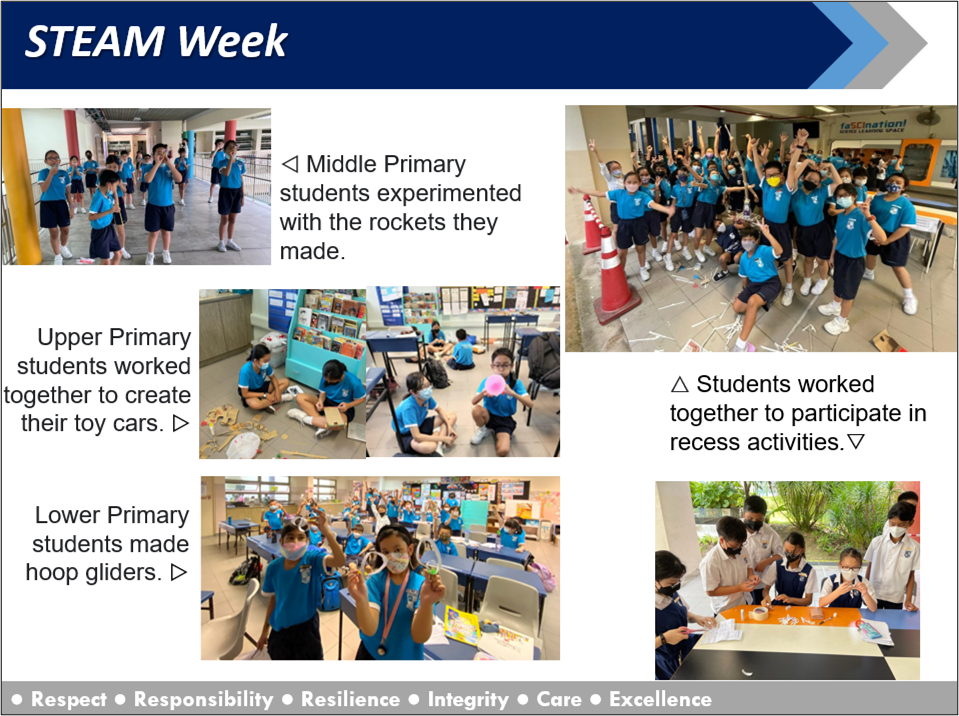 STEAM Week
◁ Middle Primary
students experimented
with the rockets they
made.
faSCInation!
SCIENCE LEARNING SPACE
Upper Primary
students worked
together to create
their toy cars. ▷
△ Students worked
together to participate in
recess activities.▽
Lower Primary
students made
hoop gliders. ▷
● Respect ● Responsibility ● Resilience ● Integrity ● Care ● Excellence